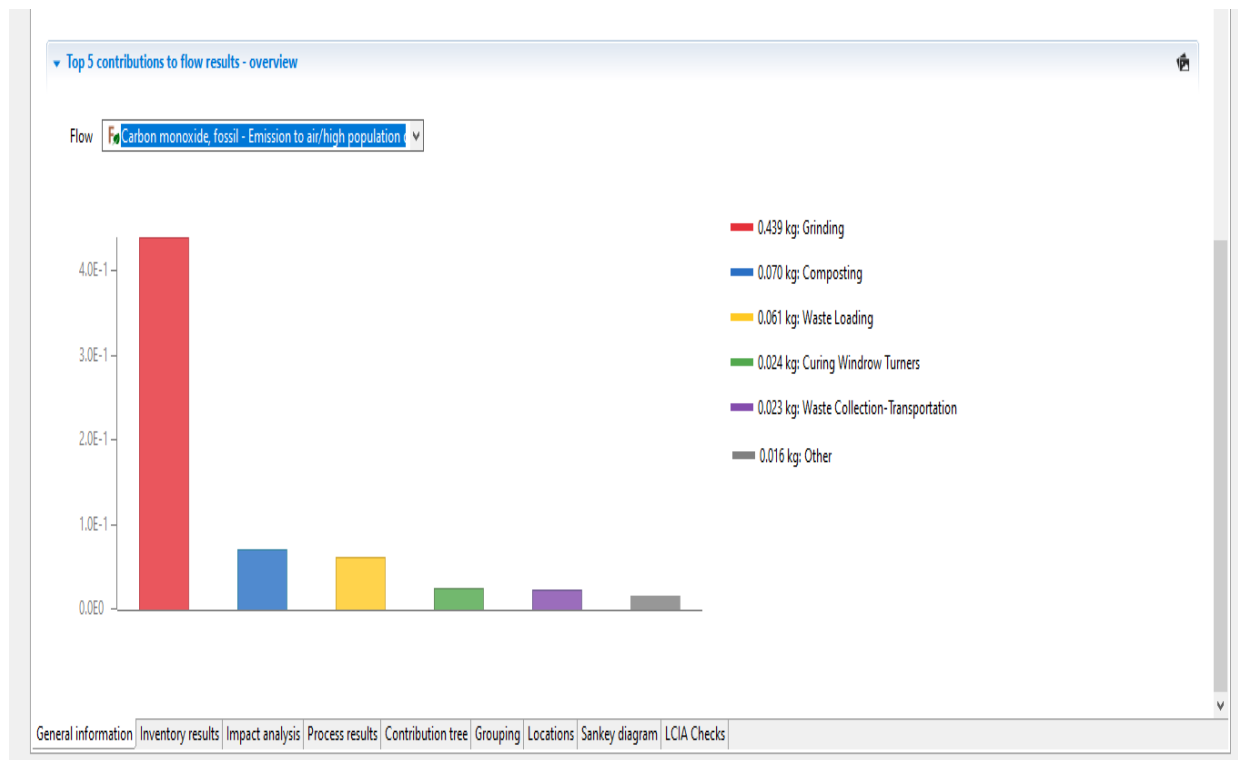 Top 5 contributions to flow results - overview
Flow
Carbon monoxide, fossil - Emission to air/high population
4.0E-1
3.0E-1
2.0E-1
1.0E-1
0.0E0
0.439 kg: Grinding
0.070 kg: Composting
0.061 kg: Waste Loading
0.024 kg: Curing Windrow Turners
0.023 kg: Waste Collection-Transportation
0.016 kg: Other
General information Inventory results Impact analysis Process results Contribution tree Grouping Locations Sankey diagram LCIA Checks